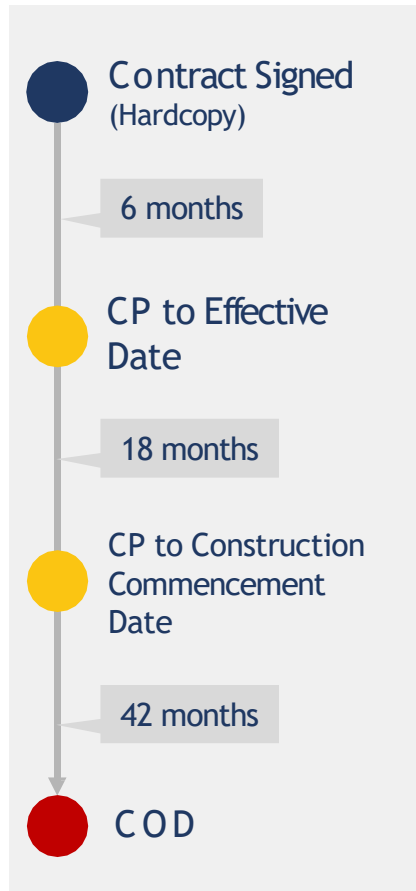 Contract Signed
(Hardcopy)
6 months
CP to Effective
Date
18 months
CP to Construction
Commencement
Date
42 months
COD